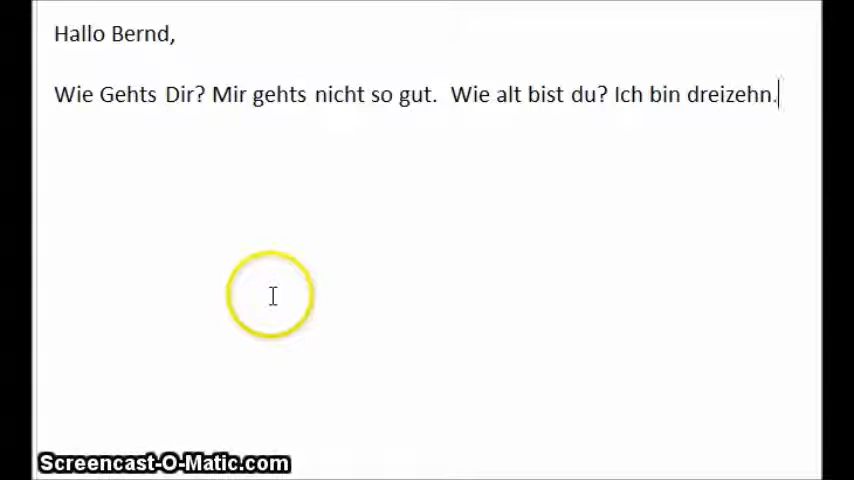 Hallo Bernd,
Wie Gehts Dir? Mir gehts nicht so gut.  Wie alt bist du? Ich bin dreizehn.
Screencast-O-Matic.com